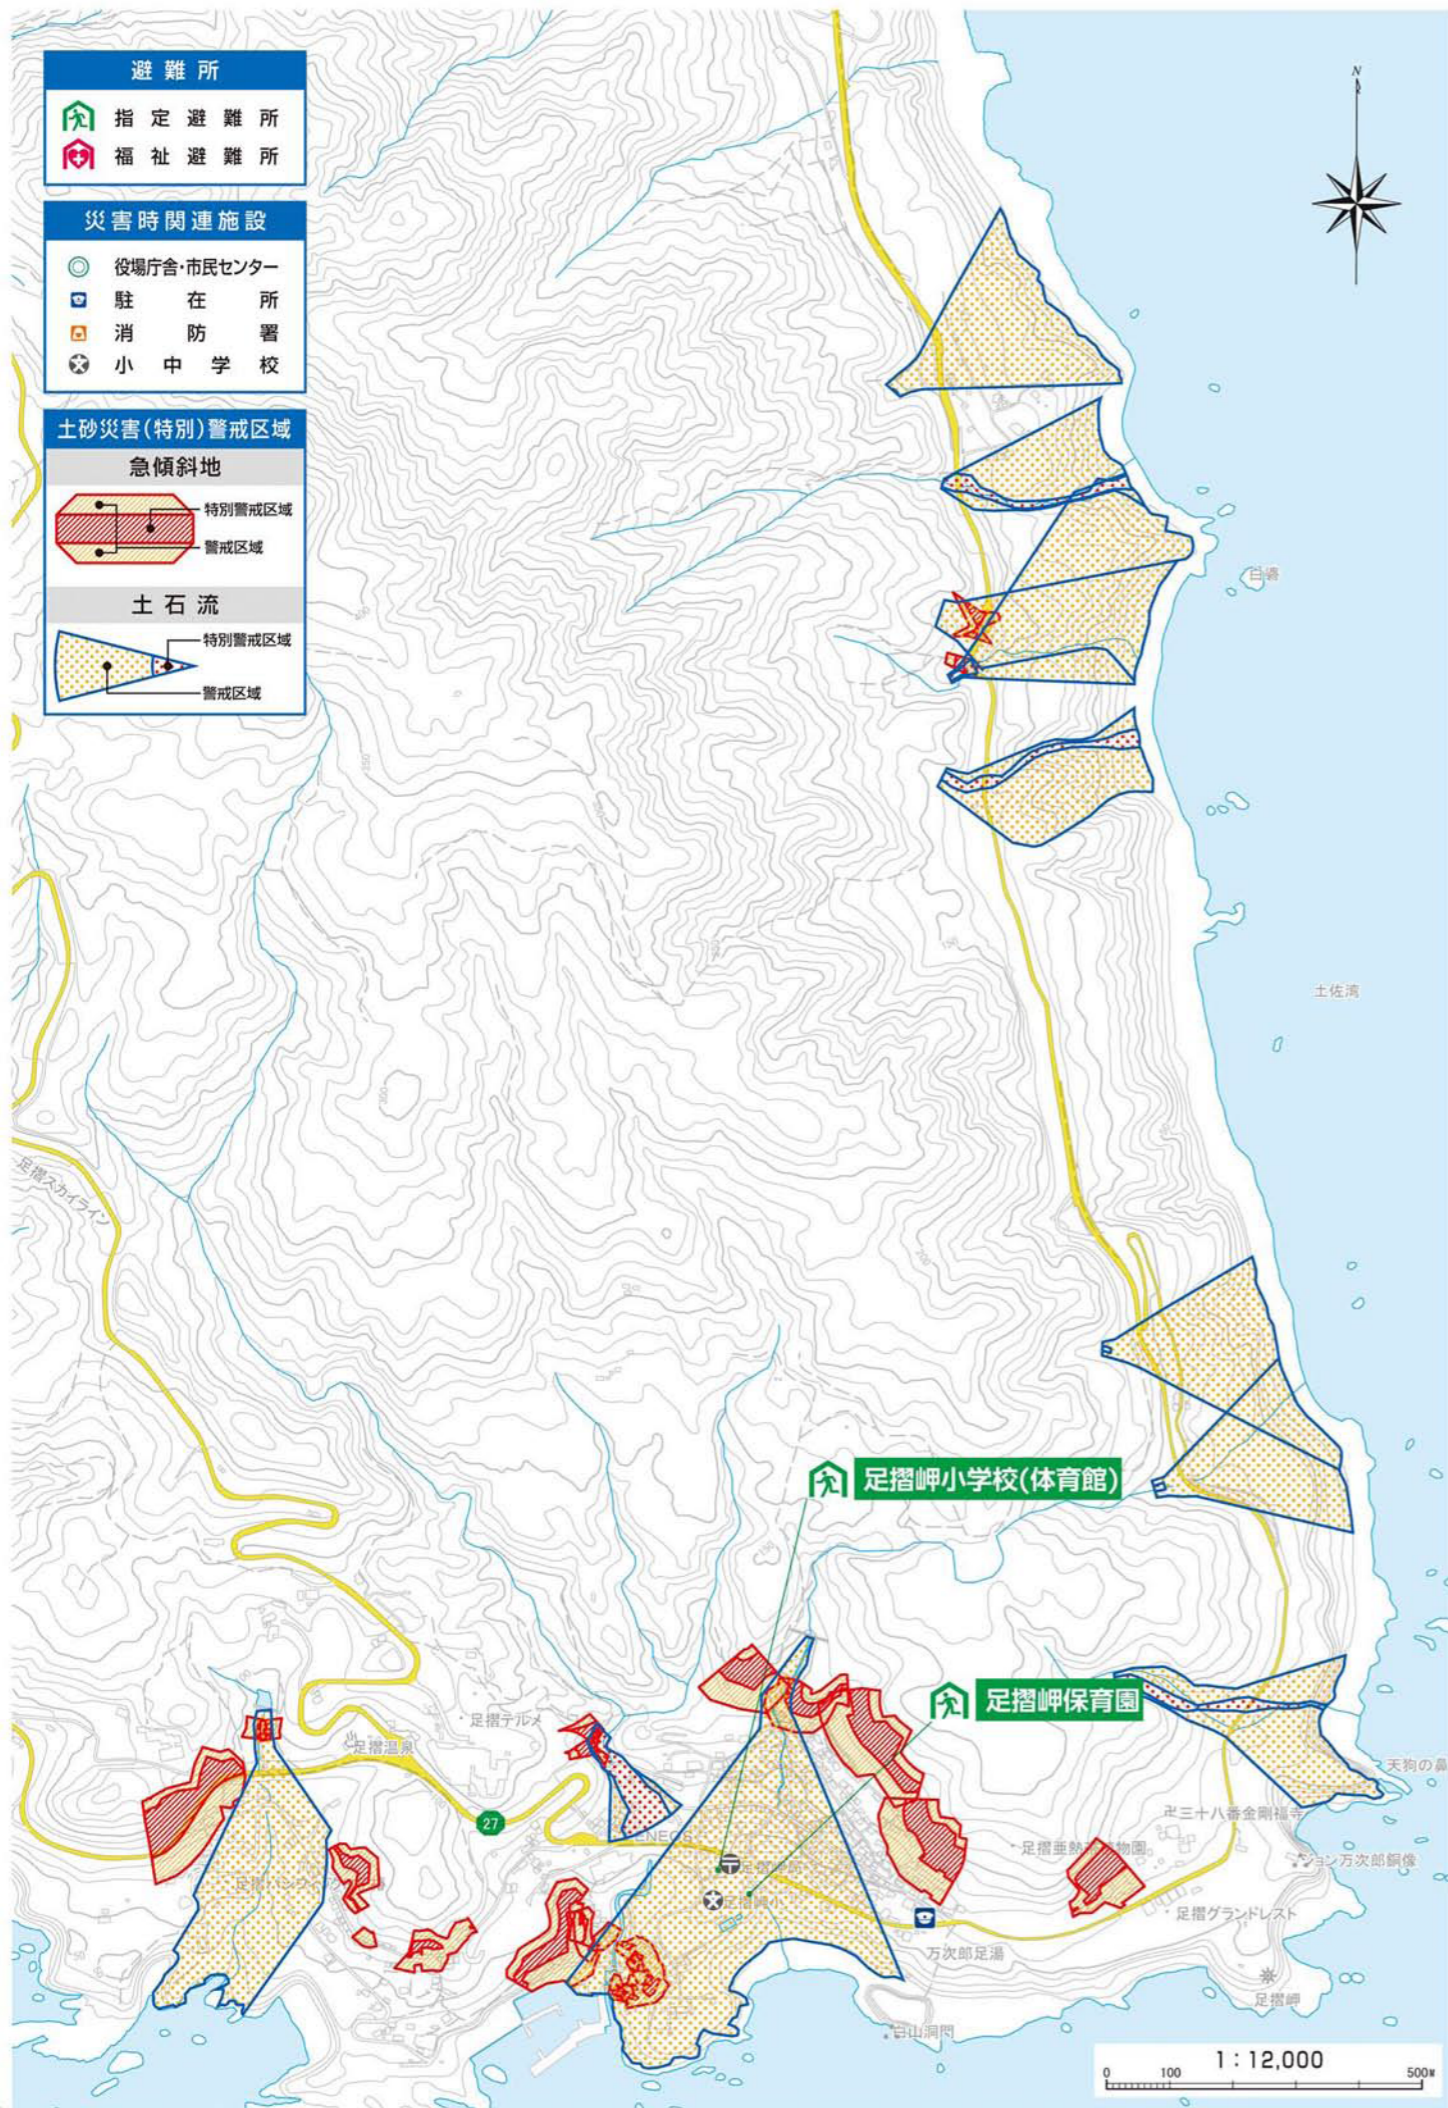 避難所
指定避難所
福祉避難所
災害時関連施設
役場庁舎・市民センター
駐在所
消防署
小中学校
土砂災害(特別)警戒区域
急傾斜地
特別警戒区域
警戒区域
土石流
特別警戒区域
警戒区域
N
臼碆
土佐湾
足摺スカイライン
足摺岬小学校(体育館)
足摺岬保育園
足摺テルメ
足摺温泉
27
ENEOS
天狗の鼻
三十八番金剛福寺
ジョン万次郎銅像
足摺岬小
足摺グランドレスト
万次郎足湯
足摺岬
白山洞門
1:12,000
0 100 500m